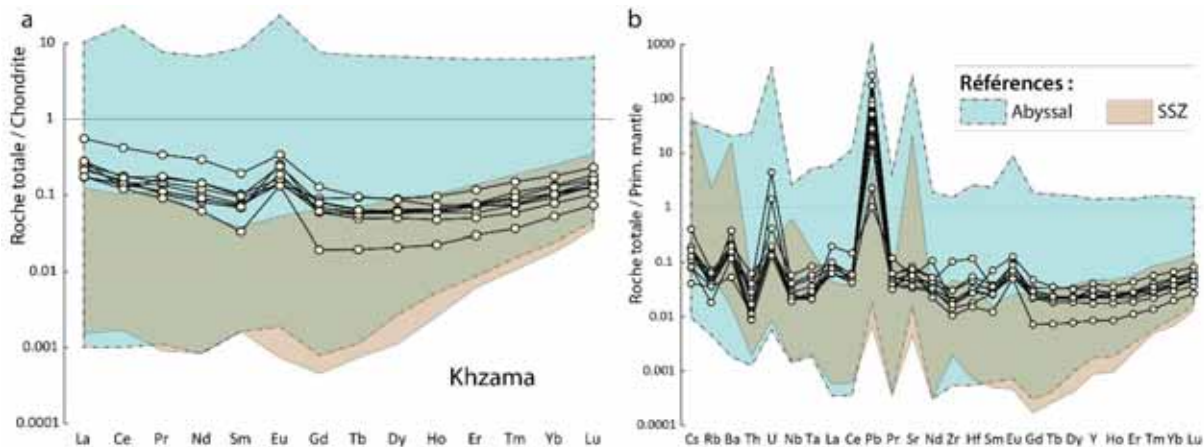 a
Roche totale / Chondrite
10
1
0.1
0.01
0.001
0.0001
Khzama
La Ce Pr Nd Sm Eu Gd Tb Dy Ho Er Tm Yb Lu
b
Roche totale / Prim. mantle
1000
100
10
1
0.1
0.01
0.001
0.0001
Références :
Abyssal
SSZ
Cs Rb Ba Th U Nb Ta La Ce Pb Pr Sr Nd Zr Hf Sm Eu Gd Tb Dy Y Ho Er Tm Yb Lu